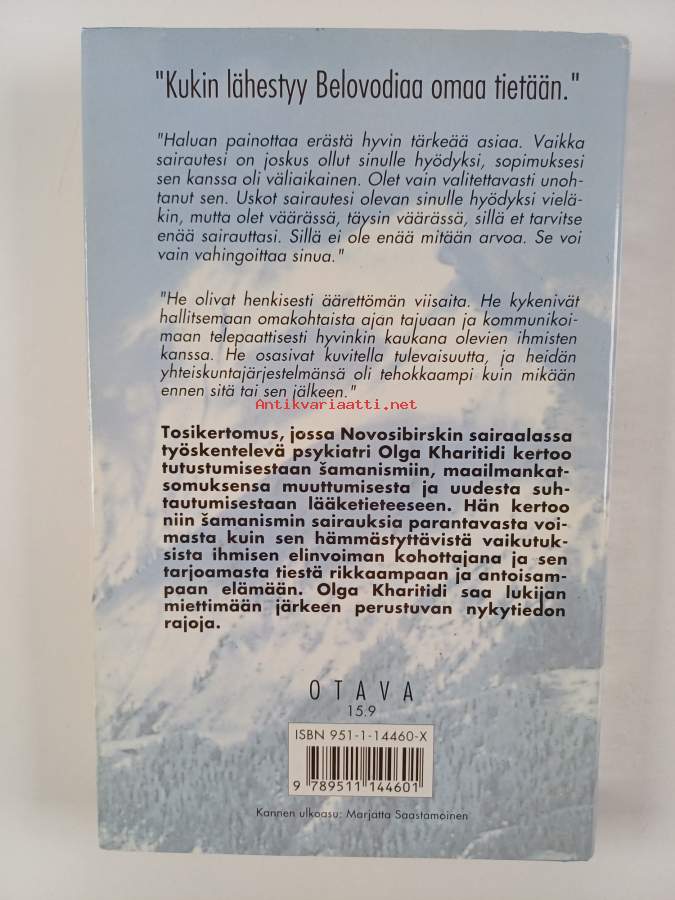 "Kukin lähestyy Belovodiaa omaa tietään."
"Haluan painottaa erästä hyvin tärkeää asiaa. Vaikka
sairautesi on joskus ollut sinulle hyödyksi, sopimuksesi
sen kanssa oli väliaikainen. Olet vain valitettavasti unoh-
tanut sen. Uskot sairautesi olevan sinulle hyödyksi vielä-
kin, mutta olet väärässä, täysin väärässä, sillä et tarvitse
enää sairauttasi. Sillä ei ole enää mitään arvoa. Se voi
vain vahingoittaa sinua."
"He olivat henkisesti äärettömän viisaita. He kykenivät
hallitsemaan omakohtaista ajan tajuaan ja kommunikoi-
maan telepaattisesti hyvinkin kaukana olevien ihmisten
kanssa. He osasivat kuvitella tulevaisuutta, ja heidän
yhteiskuntajärjestelmänsä oli tehokkaampi kuin mikään
ennen sitä tai sen jälkeen."
Antikvariaatti.net
Tosikertomus, jossa Novosibirskin sairaalassa
työskentelevä psykiatri Olga Kharitidi kertoo
tutustumisestaan šamanismiin, maailmankat-
somuksensa muuttumisesta ja uudesta suh-
tautumisestaan lääketieteeseen. Hän kertoo
niin šamanismin sairauksia parantavasta voi-
masta kuin sen hämmästyttävistä vaikutuk-
sista ihmisen elinvoiman kohottajana ja sen
tarjoamasta tiestä rikkaampaan ja antoisam-
paan elämään. Olga Kharitidi saa lukijan
miettimään järkeen perustuvan nykytiedon
rajoja.
OTAVA
15.9
ISBN 951-1-14460-X
9 789511 144601
Kannen ulkoasu: Marjatta Saastamoinen